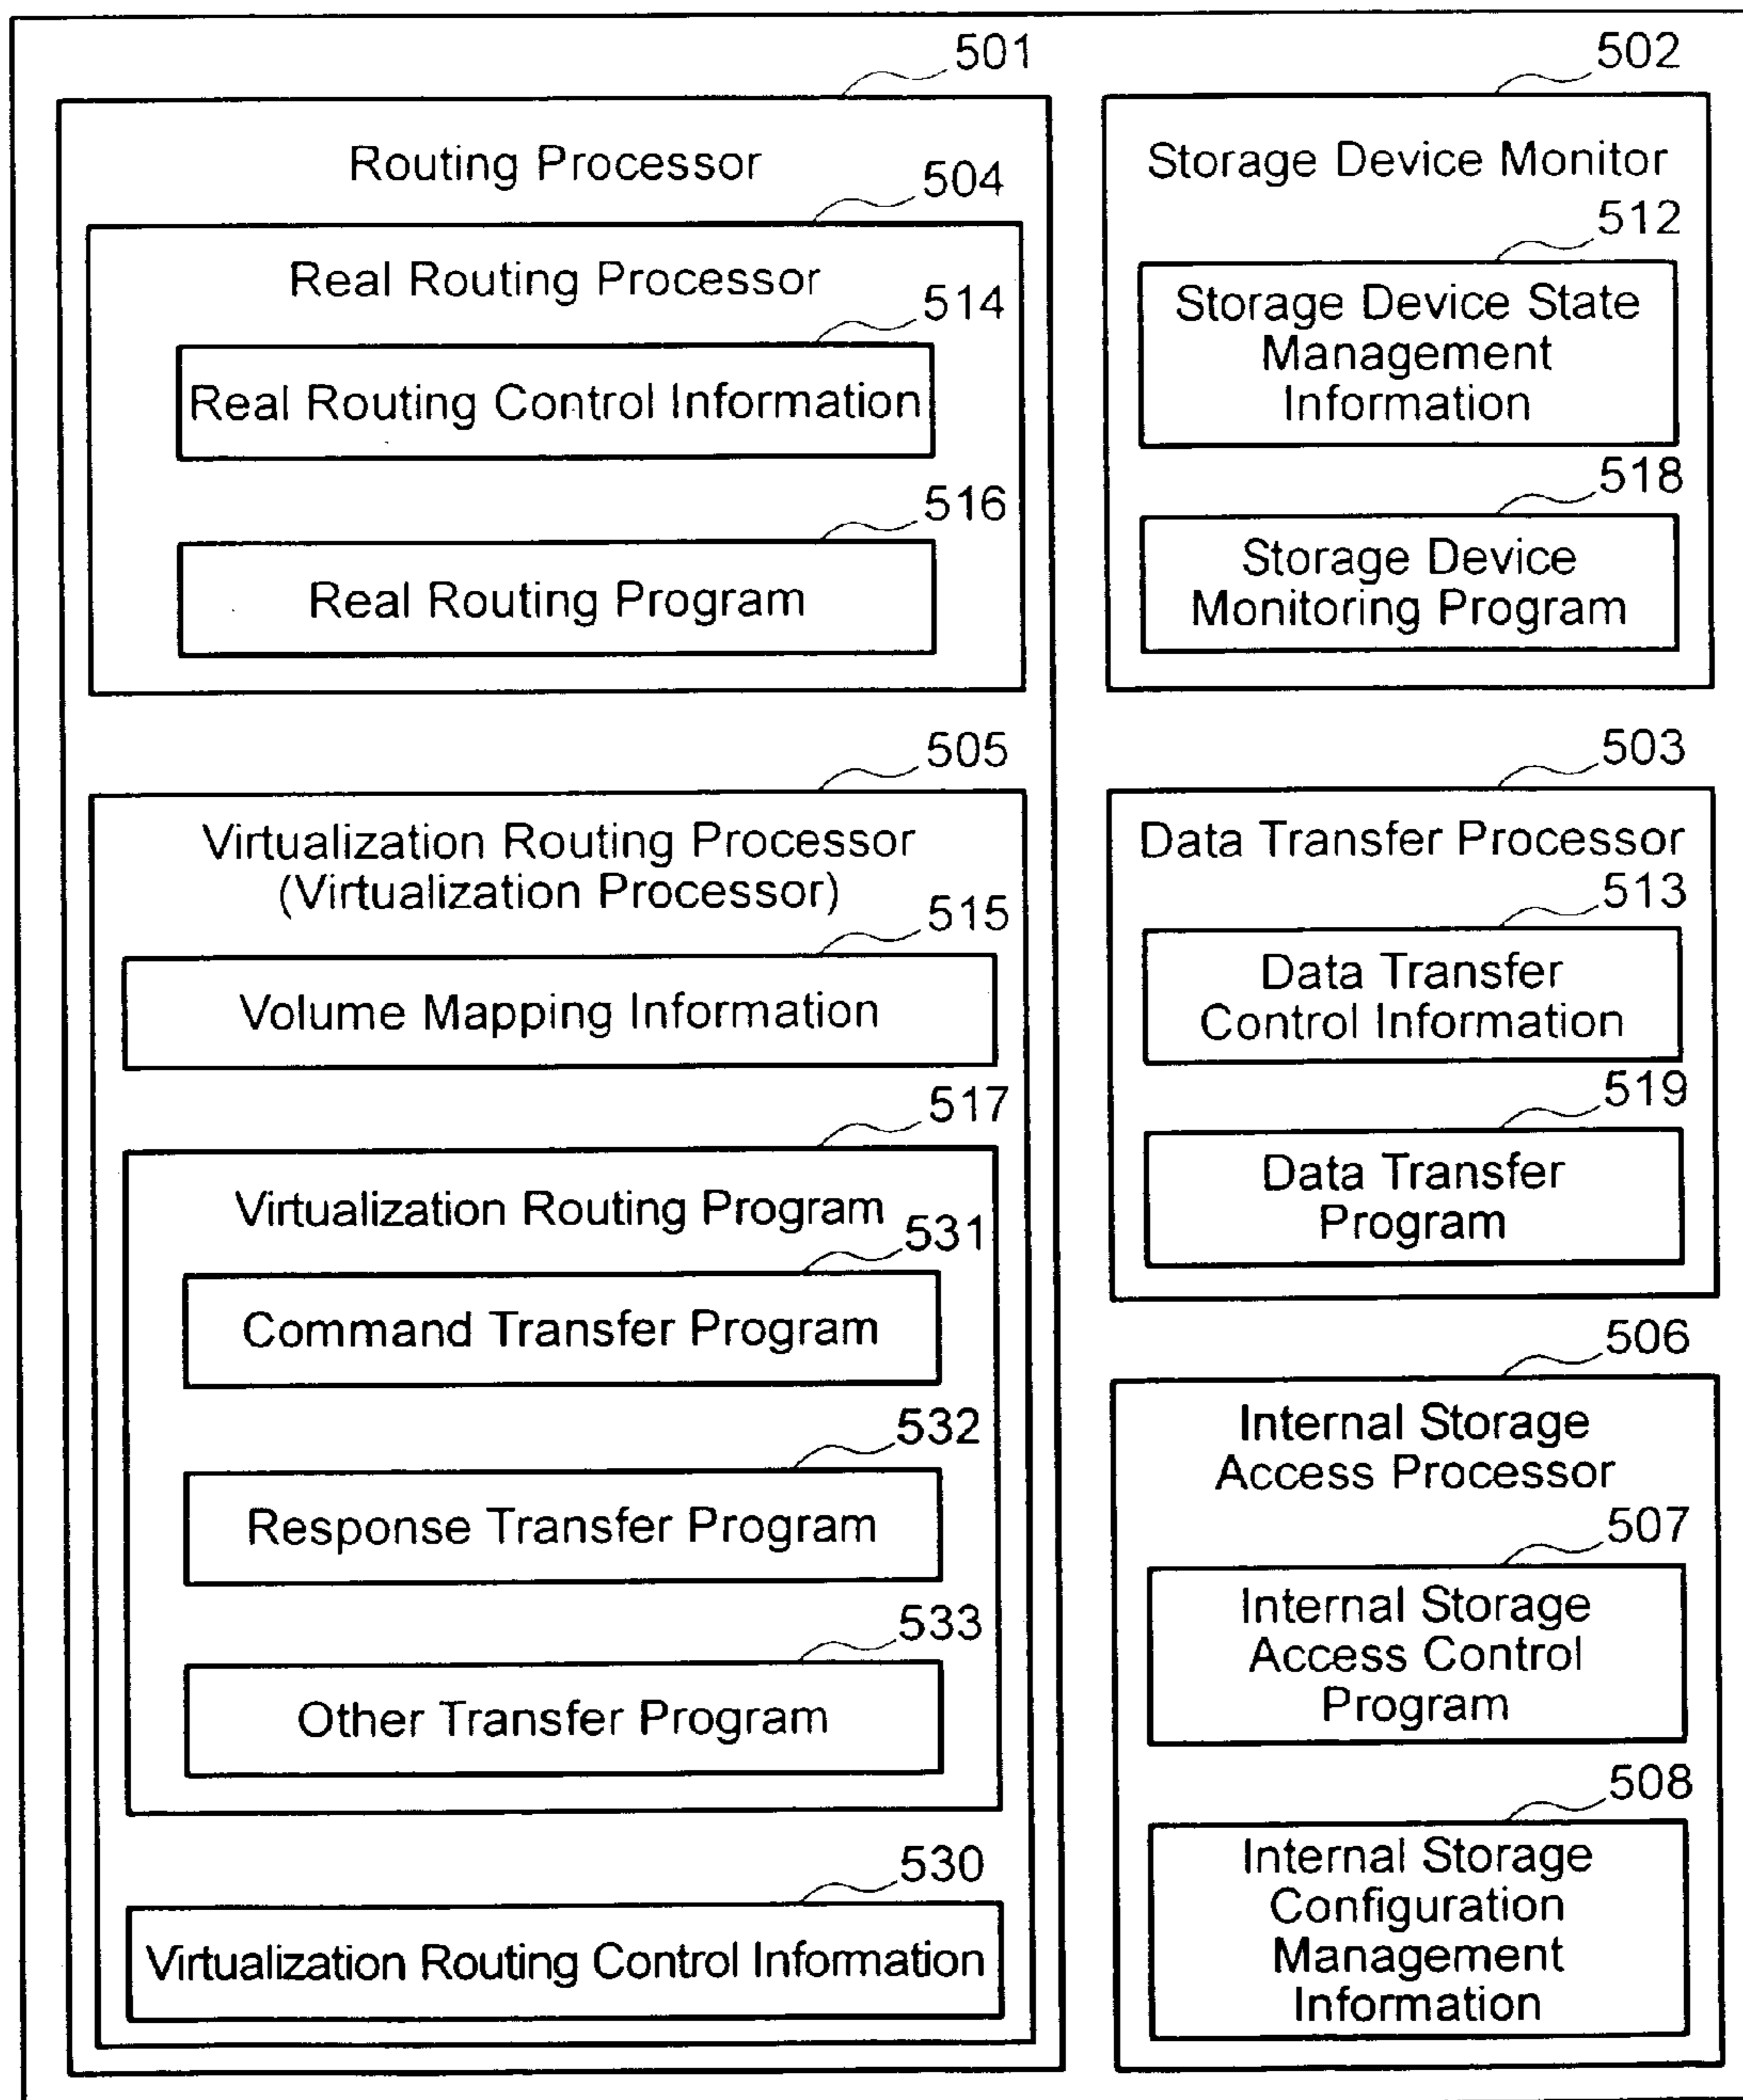 501
Routing Processor
504
Real Routing Processor
514
Real Routing Control Information
516
Real Routing Program
505
Virtualization Routing Processor
(Virtualization Processor)
515
Volume Mapping Information
517
Virtualization Routing Program
531
Command Transfer Program
532
Response Transfer Program
533
Other Transfer Program
530
Virtualization Routing Control Information
502
Storage Device Monitor
512
Storage Device State
Management
Information
518
Storage Device
Monitoring Program
503
Data Transfer Processor
513
Data Transfer
Control Information
519
Data Transfer
Program
506
Internal Storage
Access Processor
507
Internal Storage
Access Control
Program
508
Internal Storage
Configuration
Management
Information